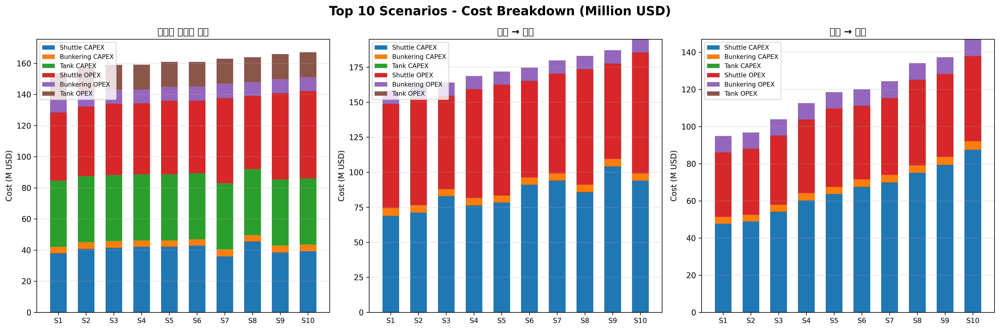 Top 10 Scenarios - Cost Breakdown (Million USD)
Shuttle CAPEX
Bunkering CAPEX
Tank CAPEX
Shuttle OPEX
Bunkering OPEX
Tank OPEX
Cost (M USD)
160
140
120
100
80
60
40
20
0
S1 S2 S3 S4 S5 S6 S7 S8 S9 S10
→
Shuttle CAPEX
Bunkering CAPEX
Tank CAPEX
Shuttle OPEX
Bunkering OPEX
Tank OPEX
Cost (M USD)
175
150
125
100
75
50
25
0
S1 S2 S3 S4 S5 S6 S7 S8 S9 S10
→
Shuttle CAPEX
Bunkering CAPEX
Tank CAPEX
Shuttle OPEX
Bunkering OPEX
Tank OPEX
Cost (M USD)
140
120
100
80
60
40
20
0
S1 S2 S3 S4 S5 S6 S7 S8 S9 S10